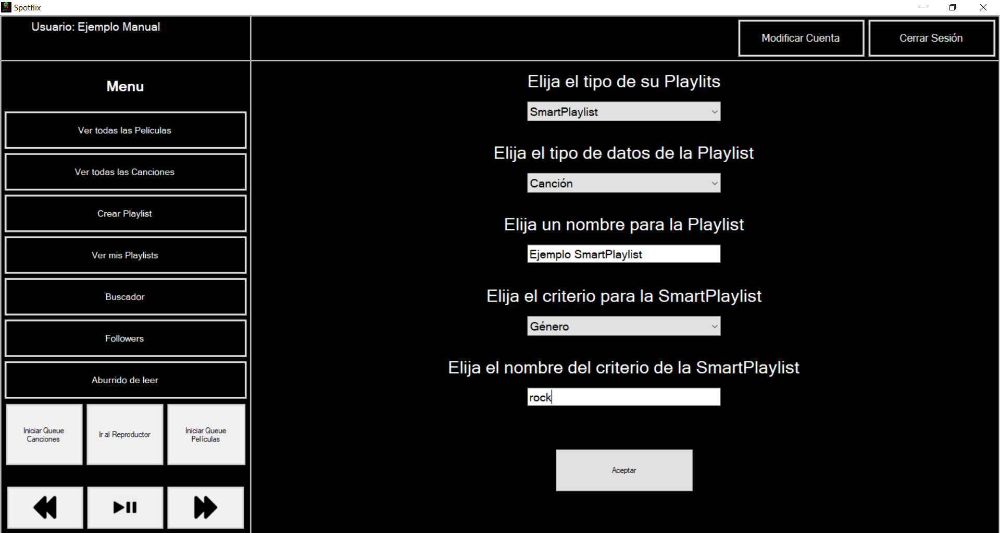 Spotflix
Usuario: Ejemplo Manual
Modificar Cuenta
Cerrar Sesión
Menu
Ver todas las Películas
Ver todas las Canciones
Crear Playlist
Ver mis Playlists
Buscador
Followers
Aburrido de leer
Iniciar Queue
Canciones
Ir al Reproductor
Iniciar Queue
Películas
Elija el tipo de su Playlits
SmartPlaylist
Elija el tipo de datos de la Playlist
Canción
Elija un nombre para la Playlist
Ejemplo SmartPlaylist
Elija el criterio para la SmartPlaylist
Género
Elija el nombre del criterio de la SmartPlaylist
rock
Aceptar